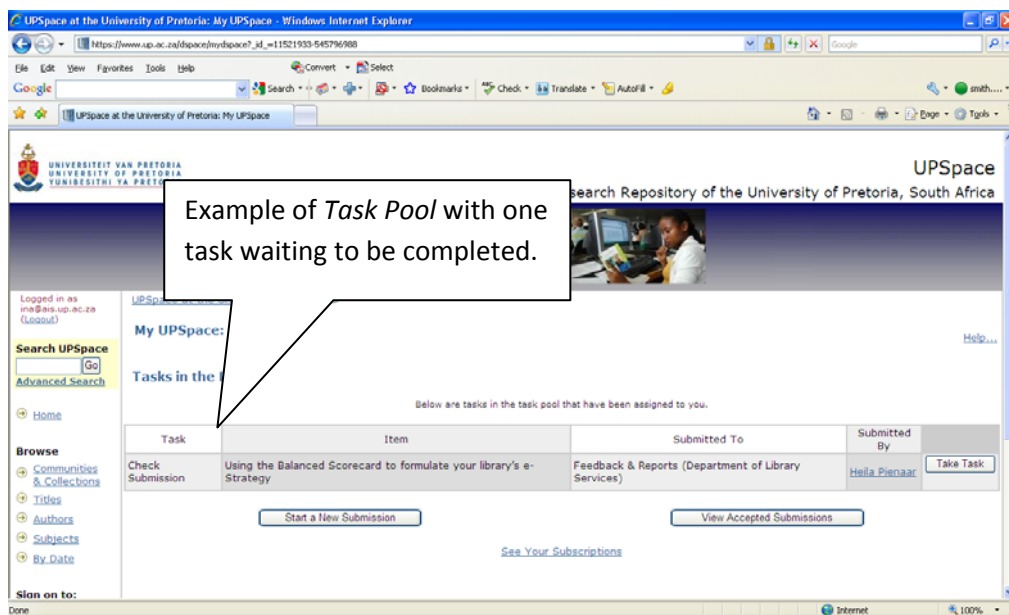 UPSpace at the University of Pretoria: My UPSpace - Windows Internet Explorer
https://www.up.ac.za/dspace/mydspace?_id_=11521933-545796988
Google
File Edit View Favorites Tools Help
Convert Select
Google
Search Bookmarks Check Translate AutoFill smith....
UPSpace at the University of Pretoria: My UPSpace
Page Tools
UNIVERSITEIT VAN PRETORIA
UNIVERSITY OF PRETORIA
YUNIBESITHI YA PRETORIA
UPSpace
search Repository of the University of Pretoria, South Africa
Example of Task Pool with one
task waiting to be completed.
Logged in as
ina@ais.up.ac.za
(Logout)
Search UPSpace
Go
Advanced Search
Home
Browse
Communities
& Collections
Titles
Authors
Subjects
By Date
Sign on to:
UPSpace at the
My UPSpace:
Help...
Tasks in the
Below are tasks in the task pool that have been assigned to you.
Task Item Submitted To Submitted
By
Check
Submission
Using the Balanced Scorecard to formulate your library's e-
Strategy
Feedback & Reports (Department of Library
Services)
Heila Pienaar
Take Task
Start a New Submission View Accepted Submissions
See Your Subscriptions
Done Internet 100%